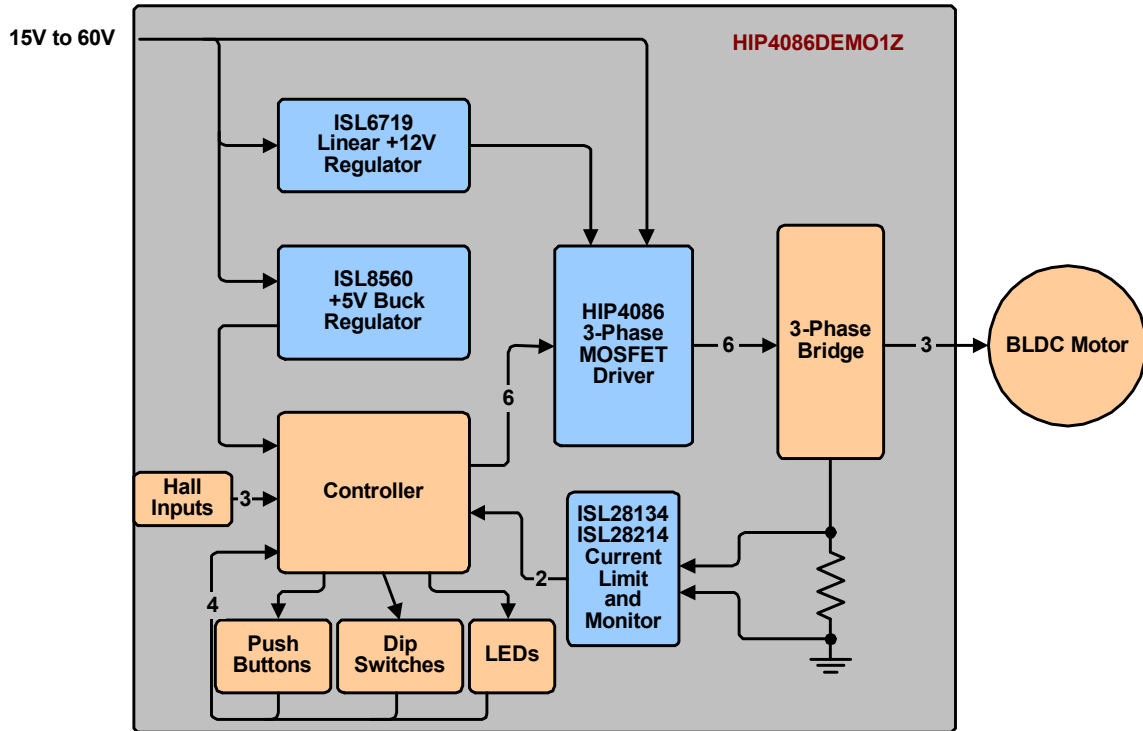 15V to 60V
HIP4086DEMO1Z
ISL6719
Linear +12V
Regulator
ISL8560
+5V Buck
Regulator
HIP4086
3-Phase
MOSFET
Driver
6
3-Phase
Bridge
3
BLDC Motor
6
Hall
Inputs
3
Controller
ISL28134
ISL28214
Current
Limit
and
Monitor
2
4
Push
Buttons
Dip
Switches
LEDs